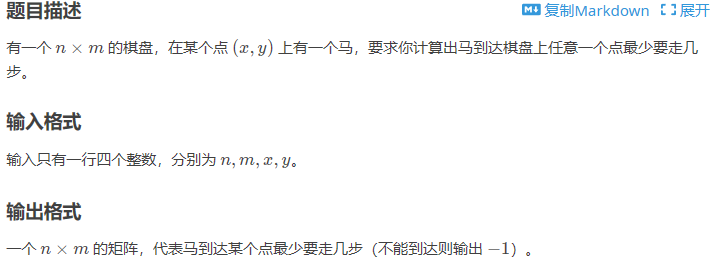 题目描述 复制Markdown 展开
有一个 n × m 的棋盘，在某个点 (x, y) 上有一个马，要求你计算出马到达棋盘上任意一个点最少要走几
步。
输入格式
输入只有一行四个整数，分别为 n, m, x, y。
输出格式
一个 n × m 的矩阵，代表马到达某个点最少要走几步（不能到达则输出 −1）。